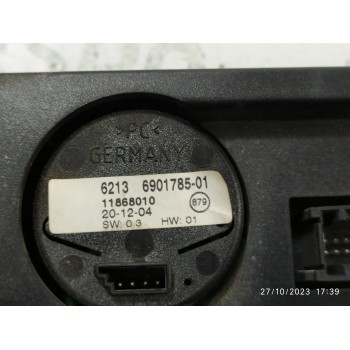 >PC<
GERMANY
6213 6901785-01
11868010
20-12-04 879
SW: 0.3 HW: 01
27/10/2023 17:39